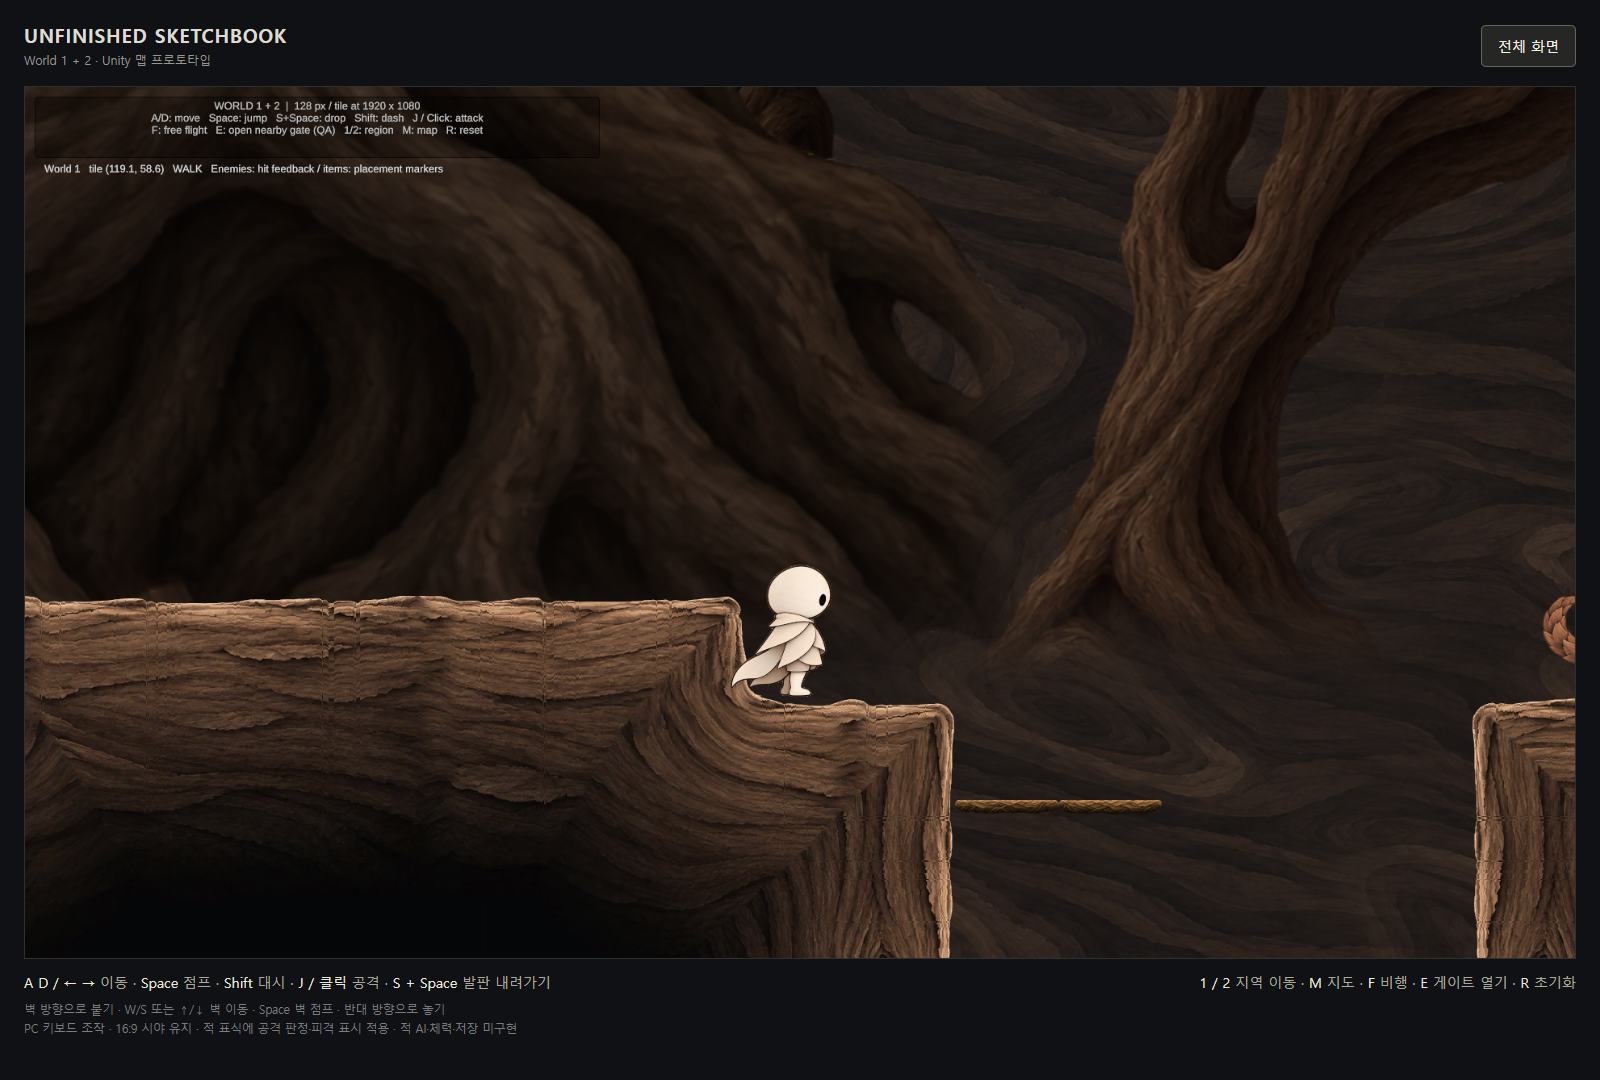 UNFINISHED SKETCHBOOK
World 1 + 2 · Unity 맵 프로토타입
전체 화면
WORLD 1 + 2 | 128 px / tile at 1920 x 1080
A/D: move Space: jump S+Space: drop Shift: dash J / Click: attack
F: free flight E: open nearby gate (QA) 1/2: region M: map R: reset
World 1 tile (119.1, 58.6) WALK Enemies: hit feedback / items: placement markers
A D / ← → 이동 · Space 점프 · Shift 대시 · J / 클릭 공격 · S + Space 발판 내려가기
1 / 2 지역 이동 · M 지도 · F 비행 · E 게이트 열기 · R 초기화
벽 방향으로 붙기 · W/S 또는 ↑/↓ 벽 이동 · Space 벽 점프 · 반대 방향으로 놓기
PC 키보드 조작 · 16:9 시야 유지 · 적 표식에 공격 판정·피격 표시 적용 · 적 AI·체력·저장 미구현